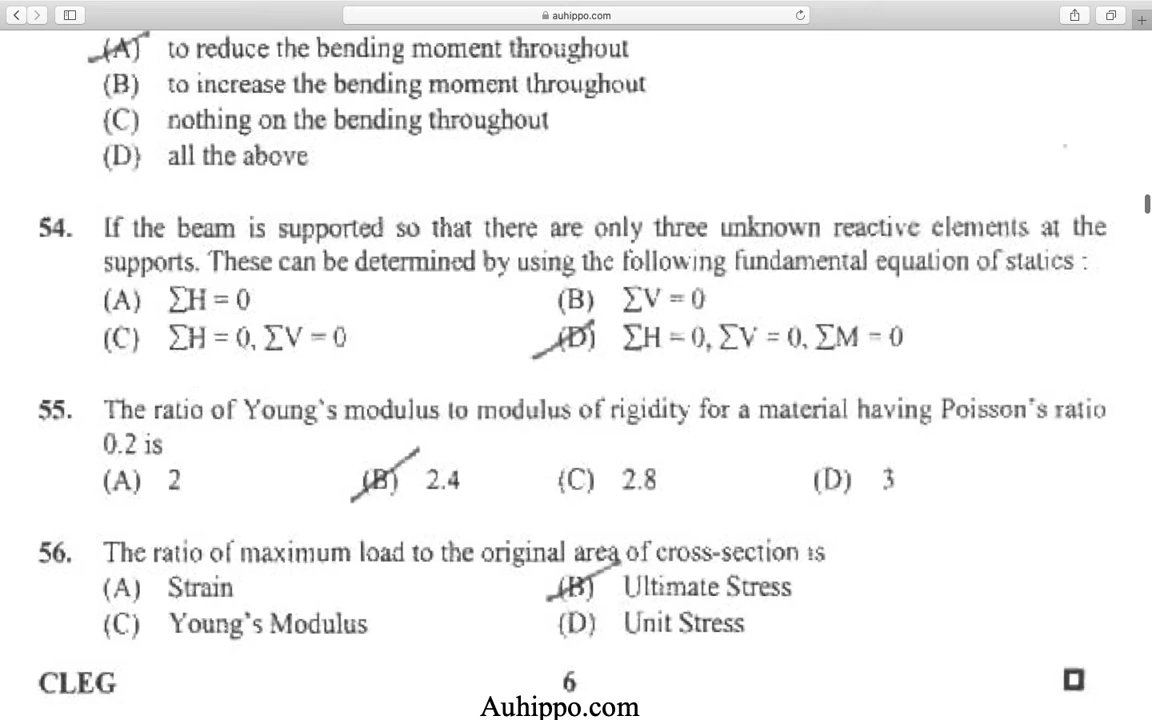 auhippo.com
(A) to reduce the bending moment throughout
(B) to increase the bending moment throughout
(C) nothing on the bending throughout
(D) all the above
54. If the beam is supported so that there are only three unknown reactive elements at the
supports. These can be determined by using the following fundamental equation of statics :
(A) ∑H = 0 (B) ∑V = 0
(C) ∑H = 0, ∑V = 0 (D) ∑H = 0, ∑V = 0, ∑M = 0
55. The ratio of Young's modulus to modulus of rigidity for a material having Poisson's ratio
0.2 is
(A) 2 (B) 2.4 (C) 2.8 (D) 3
56. The ratio of maximum load to the original area of cross-section is
(A) Strain (B) Ultimate Stress
(C) Young's Modulus (D) Unit Stress
CLEG 6
Auhippo.com